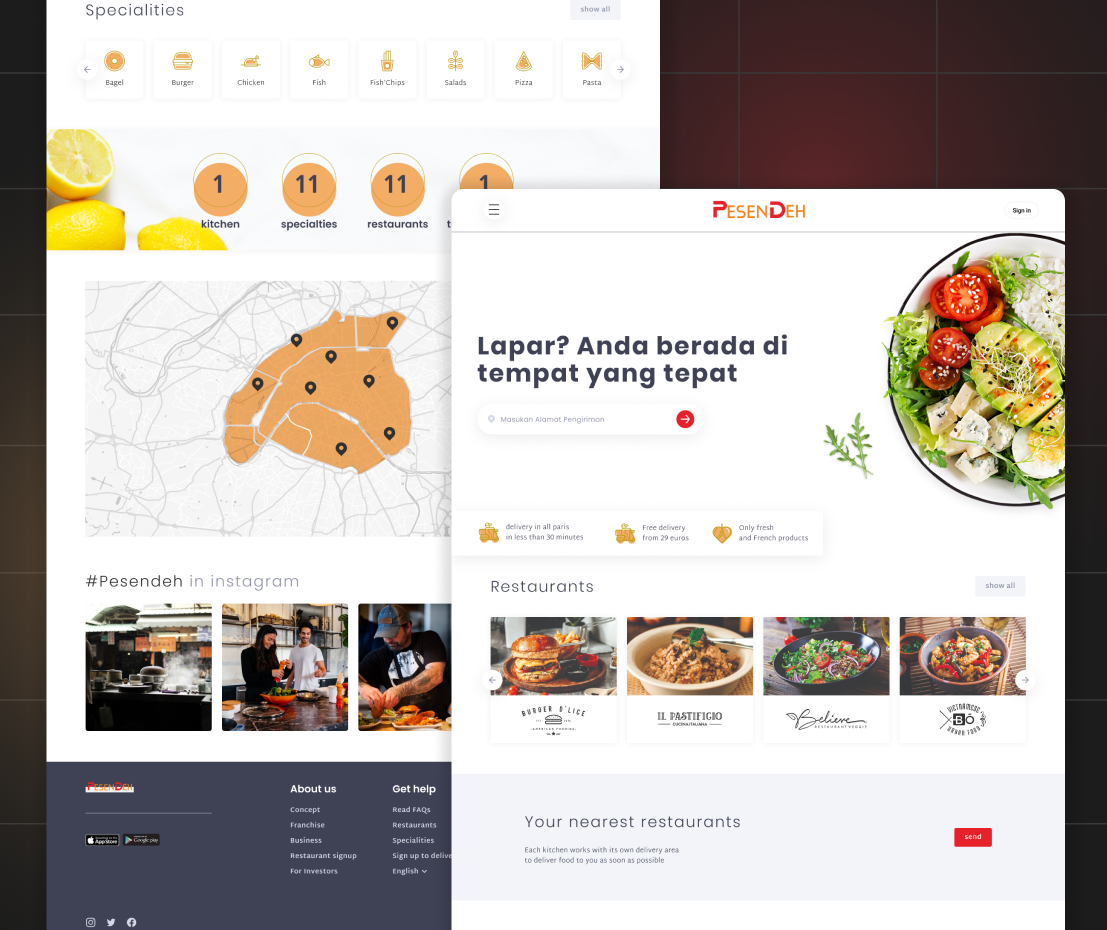 Specialities
show all
Bagel
Burger
Chicken
Fish
Fish'Chips
Salads
Pizza
Pasta
1
11
11
1
kitchen
specialties
restaurants
#Pesendeh in instagram
PESENDEH
App Store
Google play
About us
Concept
Franchise
Business
Restaurant signup
For Investors
Get help
Read FAQs
Restaurants
Specialities
Sign up to delive
English
PESENDEH
Sign in
Lapar? Anda berada di
tempat yang tepat
Masukan Alamat Pengiriman
delivery in all paris
in less than 30 minutes
Free delivery
from 29 euros
Only fresh
and French products
Restaurants
show all
BURGER D'LICE
IL PASTIFICIO
CUCINA ITALIANA
Believe
RESTAURANT VEGGIE
VIETNAMESE
BÔ
URBAN FOOD
Your nearest restaurants
Each kitchen works with its own delivery area
to deliver food to you as soon as possible
send